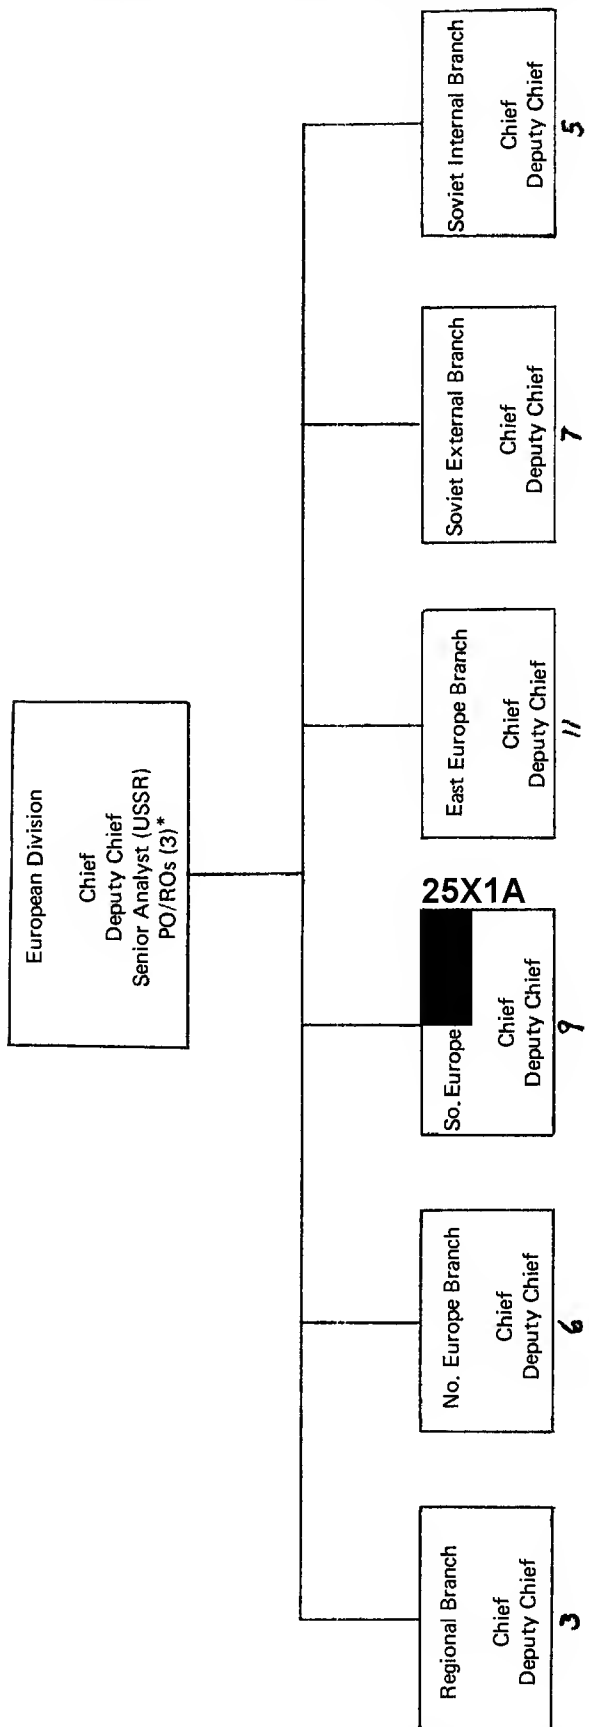 European Division
Chief
Deputy Chief
Senior Analyst (USSR)
PO/ROs (3)*
Regional Branch
Chief
Deputy Chief
3
No. Europe Branch
Chief
Deputy Chief
6
25X1A
So. Europe
Chief
Deputy Chief
9
East Europe Branch
Chief
Deputy Chief
11
Soviet External Branch
Chief
Deputy Chief
7
Soviet Internal Branch
Chief
Deputy Chief
5